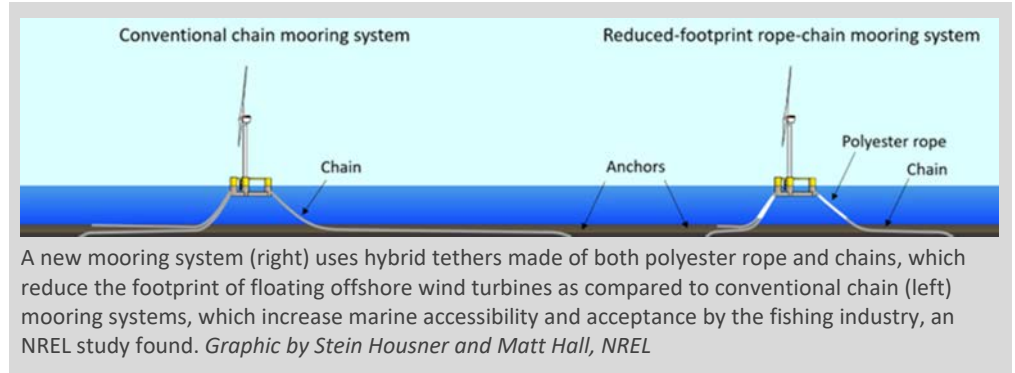 Conventional chain mooring system
Reduced-footprint rope-chain mooring system
Polyester rope
Chain
Anchors
Chain
A new mooring system (right) uses hybrid tethers made of both polyester rope and chains, which
reduce the footprint of floating offshore wind turbines as compared to conventional chain (left)
mooring systems, which increase marine accessibility and acceptance by the fishing industry, an
NREL study found. Graphic by Stein Housner and Matt Hall, NREL